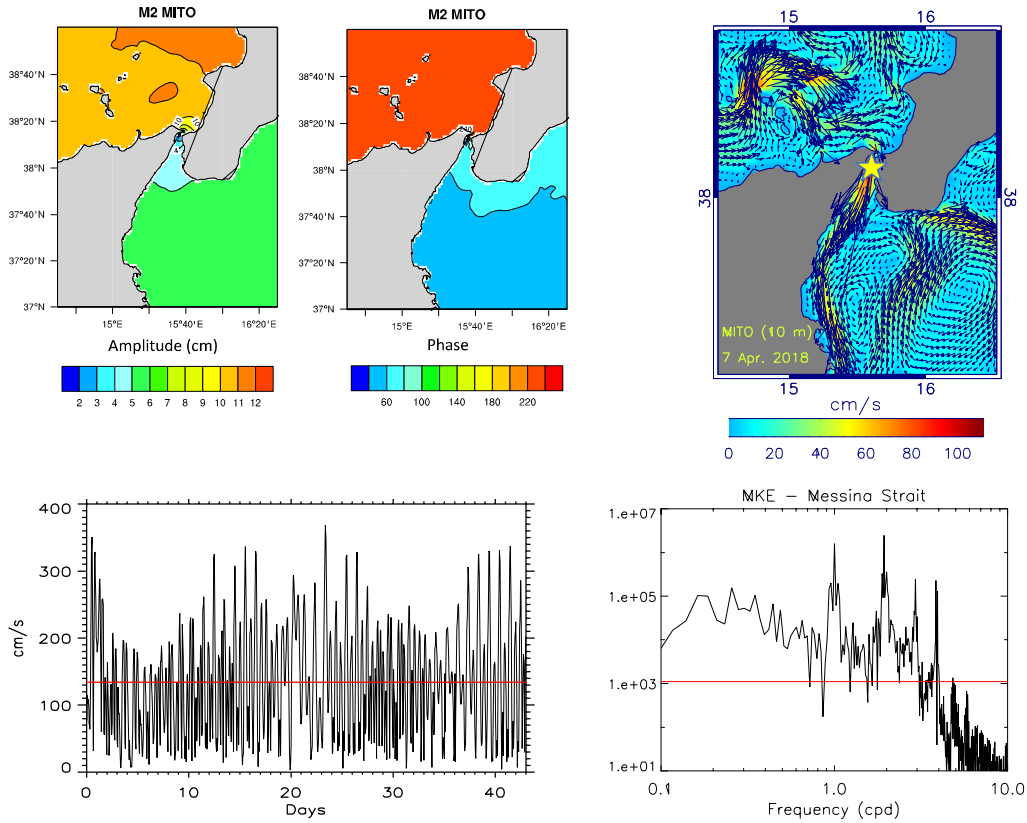 M2 MITO
38°40'N
38°20'N
38°N
37°40'N
37°20'N
37°N
15°E
15°40'E
16°20'E
10
10
4
Amplitude (cm)
2 3 4 5 6 7 8 9 10 11 12
M2 MITO
38°40'N
38°20'N
38°N
37°40'N
37°20'N
37°N
15°E
15°40'E
16°20'E
Phase
60 100 140 180 220
15 16
38 38
MITO (10 m)
7 Apr. 2018
15 16
cm/s
0 20 40 60 80 100
400
300
200
100
0
cm/s
0 10 20 30 40
Days
MKE – Messina Strait
1.e+07
1.e+05
1.e+03
1.e+01
0.1 1.0 10.0
Frequency (cpd)